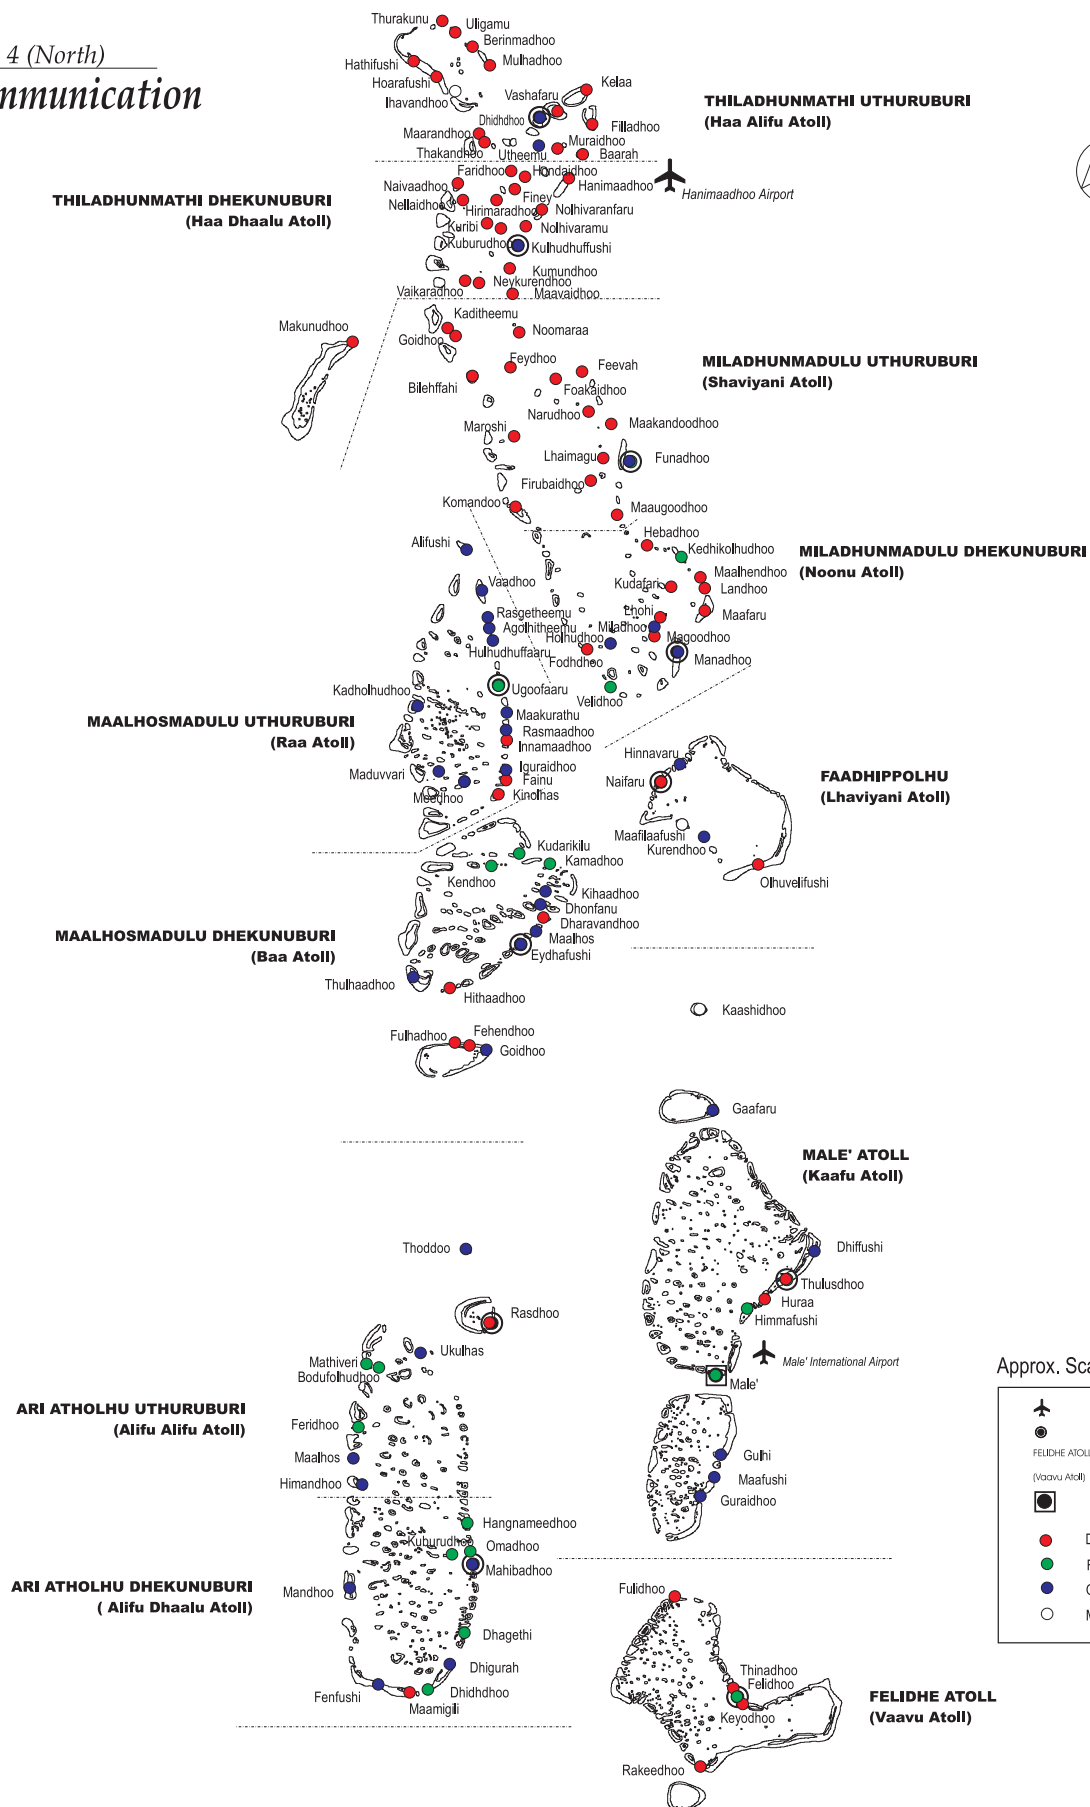 4 (North)
nmunication
Thurakunu
Uligamu
Berinmadhoo
Hathifushi
Mulhadhoo
Hoarafushi
Ihavandhoo
Kelaa
Vashafaru
Dhidhdhoo
Filladhoo
THILADHUNMATHI UTHURUBURI
(Haa Alifu Atoll)
Maarandhoo
Thakandhoo
Muraidhoo
Utheemu
Baarah
Faridhoo
Hondaidhoo
Hanimaadhoo
Hanimaadhoo Airport
THILADHUNMATHI DHEKUNUBURI
(Haa Dhaalu Atoll)
Naivaadhoo
Finey
Nellaidhoo
Hirimaradhoo
Nolhivaranfaru
Kuribi
Nolhivaramu
Kuburudhoo
Kulhudhuffushi
Kumundhoo
Neykurendhoo
Vaikaradhoo
Maavaidhoo
Makunudhoo
Kaditheemu
Goidhoo
Noomaraa
Feydhoo
Feevah
Bilehffahi
Foakaidhoo
MILADHUNMADULU UTHURUBURI
(Shaviyani Atoll)
Narudhoo
Maakandoodhoo
Maroshi
Lhaimagu
Funadhoo
Firubaidhoo
Komandoo
Maaugoodhoo
Hebadhoo
Alifushi
Kedhikolhudhoo
MILADHUNMADULU DHEKUNUBURI
(Noonu Atoll)
Maalhendhoo
Vaadhoo
Kudafari
Landhoo
Maafaru
Rasgetheemu
Lhohi
Agolhitheemu
Miladhoo
Holhudhoo
Magoodhoo
Hulhudhuffaaru
Fodhdhoo
Manadhoo
Kadholhudhoo
Ugoofaaru
Velidhoo
MAALHOSMADULU UTHURUBURI
(Raa Atoll)
Maakurathu
Rasmaadhoo
Innamaadhoo
Hinnavaru
Maduvvari
Iguraidhoo
Naifaru
Fainu
FAADHIPPOLHU
(Lhaviyani Atoll)
Meedhoo
Kinolhas
Maafilaafushi
Kurendhoo
Kudarikilu
Kamadhoo
Olhuvelifushi
Kendhoo
Kihaadhoo
Dhonfanu
Dharavandhoo
MAALHOSMADULU DHEKUNUBURI
(Baa Atoll)
Maalhos
Eydhafushi
Thulhaadhoo
Hithaadhoo
Kaashidhoo
Fulhadhoo
Fehendhoo
Goidhoo
Gaafaru
MALE' ATOLL
(Kaafu Atoll)
Thoddoo
Dhiffushi
Thulusdhoo
Rasdhoo
Huraa
Himmafushi
Ukulhas
Mathiveri
Bodufolhudhoo
Male' International Airport
Male'
Approx. Sca
ARI ATHOLHU UTHURUBURI
(Alifu Alifu Atoll)
Feridhoo
Maalhos
Gulhi
FELIDHE ATOLL
(Vaavu Atoll)
Himandhoo
Maafushi
Guraidhoo
Hangnameedhoo
Kuburudhoo
Omadhoo
Mahibadhoo
ARI ATHOLHU DHEKUNUBURI
( Alifu Dhaalu Atoll)
Mandhoo
Fulidhoo
Dhagethi
Dhigurah
Thinadhoo
Felidhoo
Fenfushi
Dhidhdhoo
Maamigili
Keyodhoo
FELIDHE ATOLL
(Vaavu Atoll)
Rakeedhoo